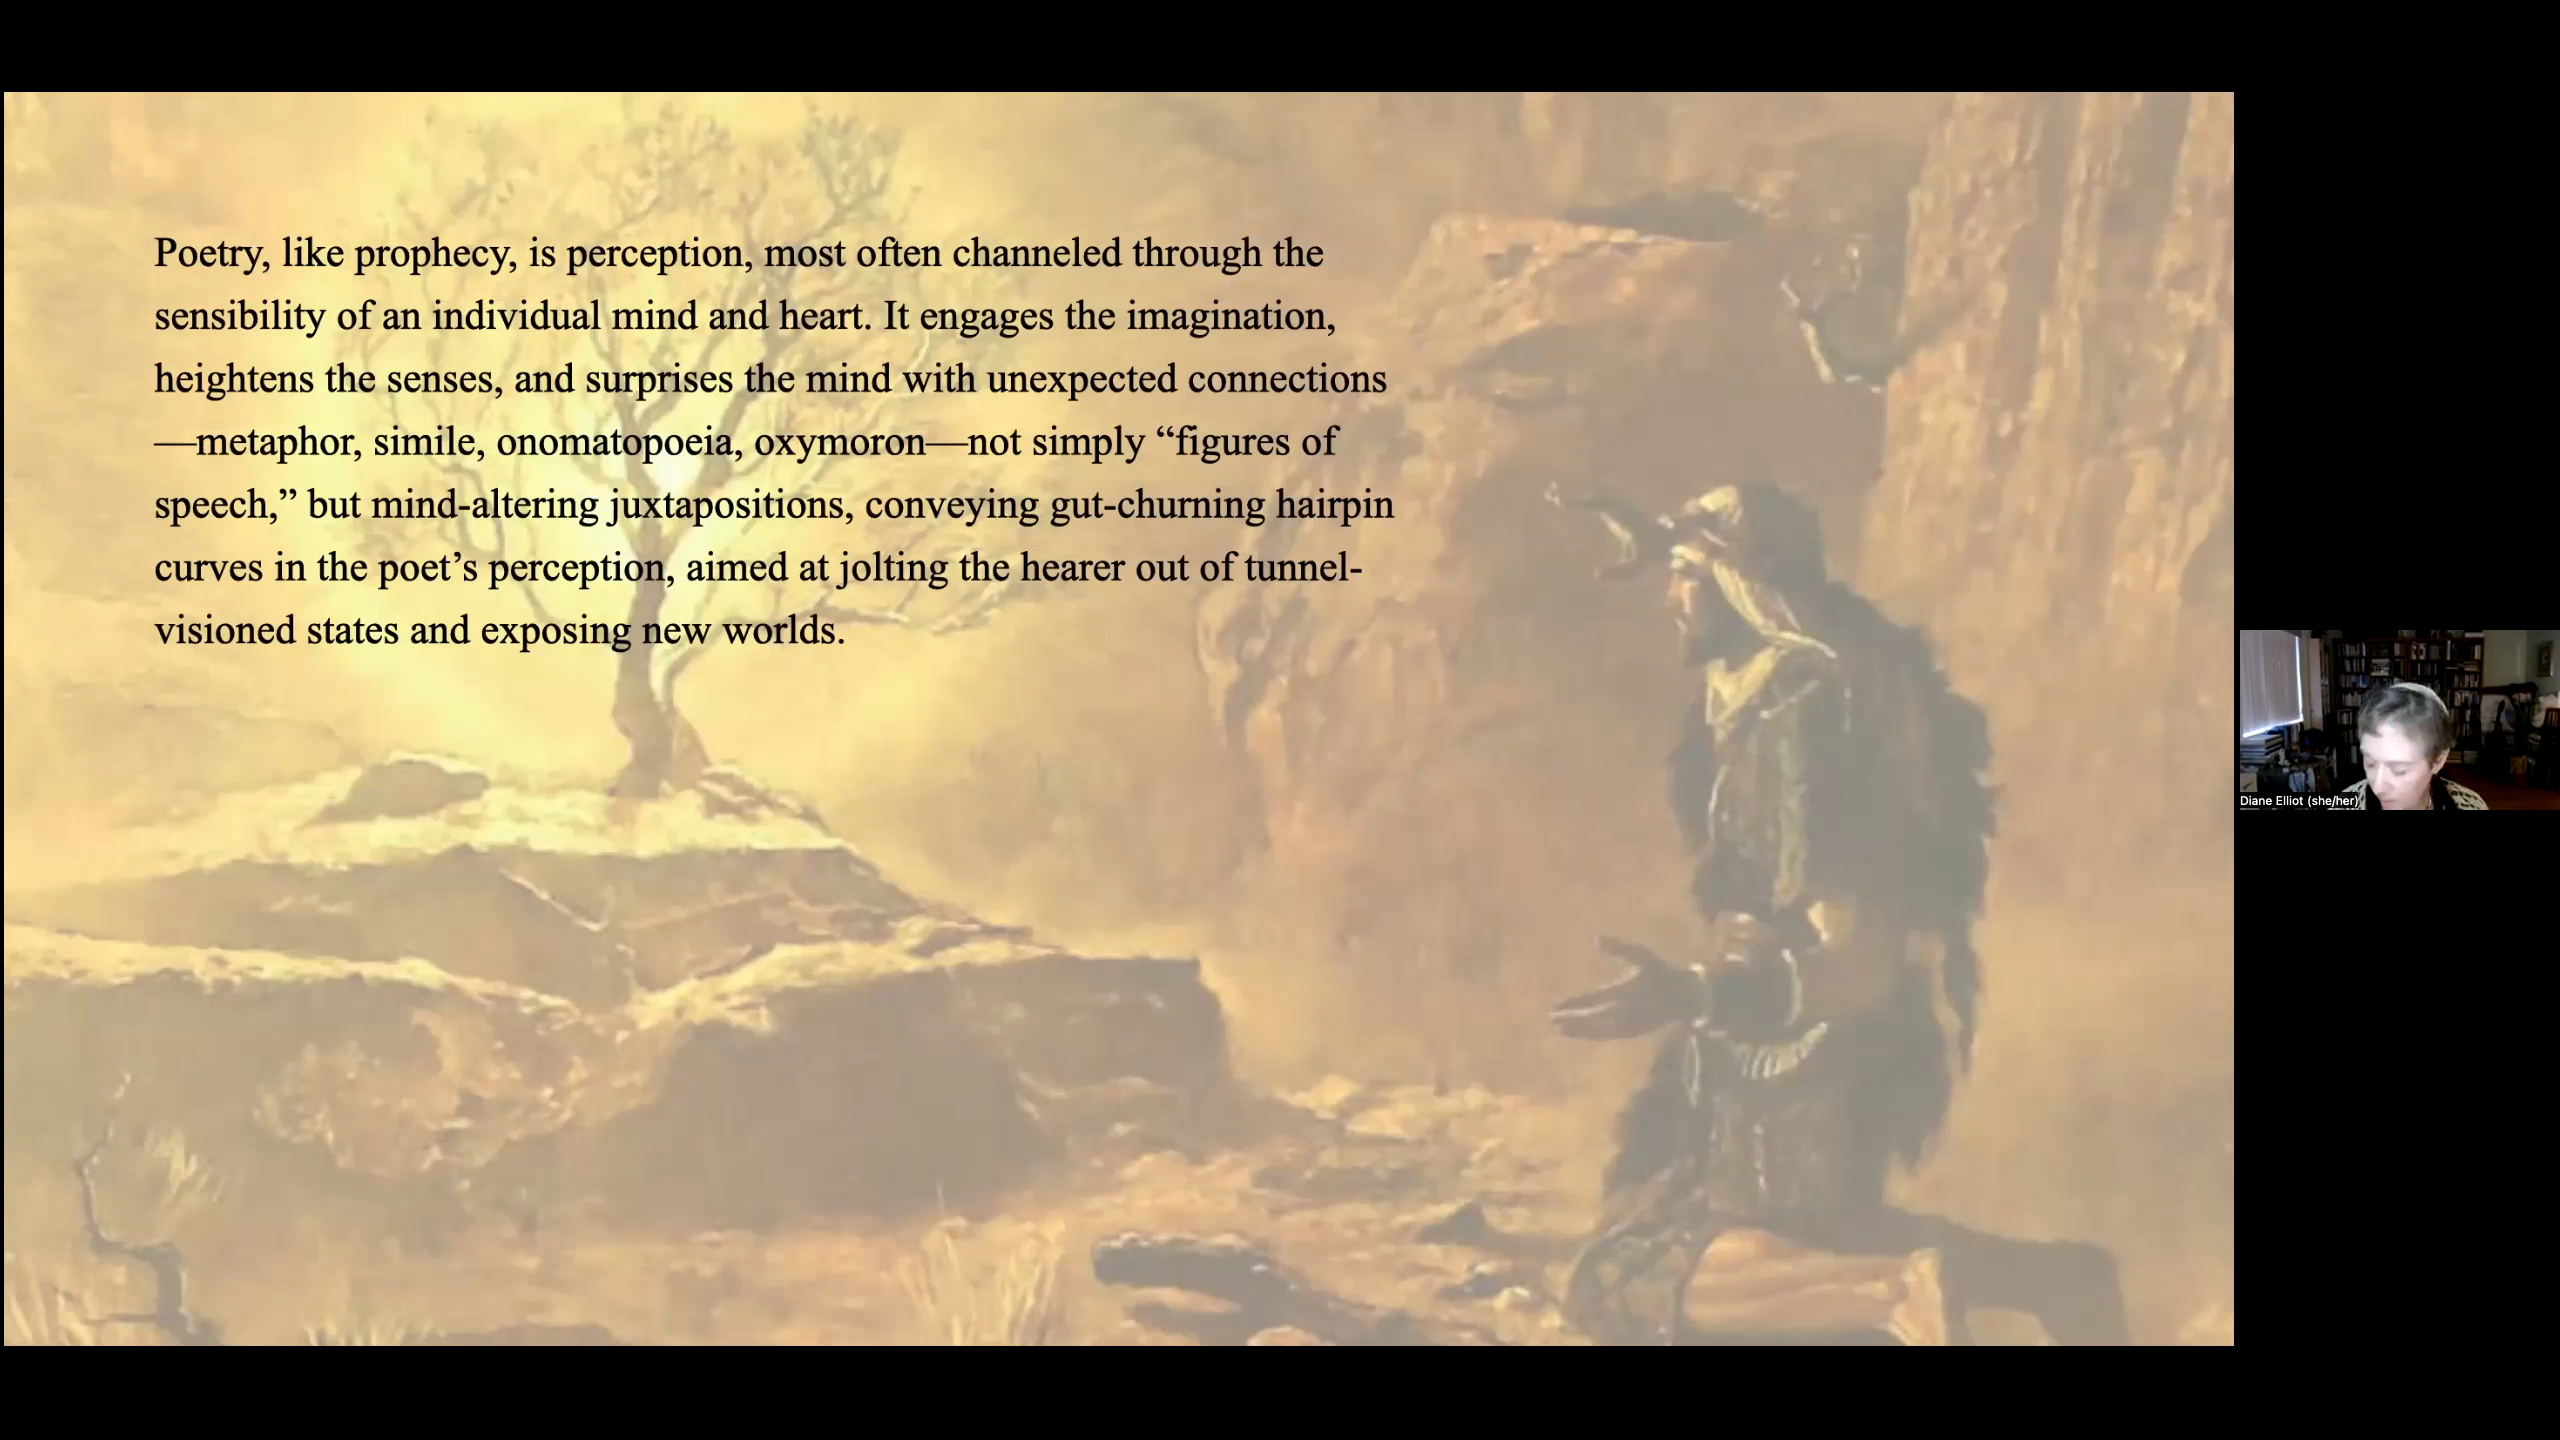 Poetry, like prophecy, is perception, most often channeled through the
sensibility of an individual mind and heart. It engages the imagination,
heightens the senses, and surprises the mind with unexpected connections
—metaphor, simile, onomatopoeia, oxymoron—not simply “figures of
speech,” but mind-altering juxtapositions, conveying gut-churning hairpin
curves in the poet’s perception, aimed at jolting the hearer out of tunnel-
visioned states and exposing new worlds.
Diane Elliot (she/her)